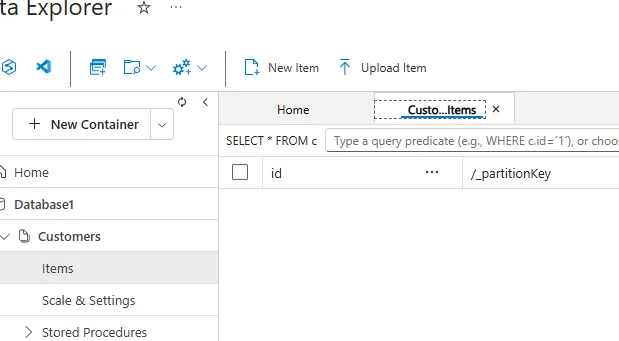 ta Explorer
New Item Upload Item
New Container
Home Custo...Items
SELECT * FROM c Type a query predicate (e.g., WHERE c.id=´1´), or choo
id ... /_partitionKey
Home
Database1
Customers
Items
Scale & Settings
Stored Procedures